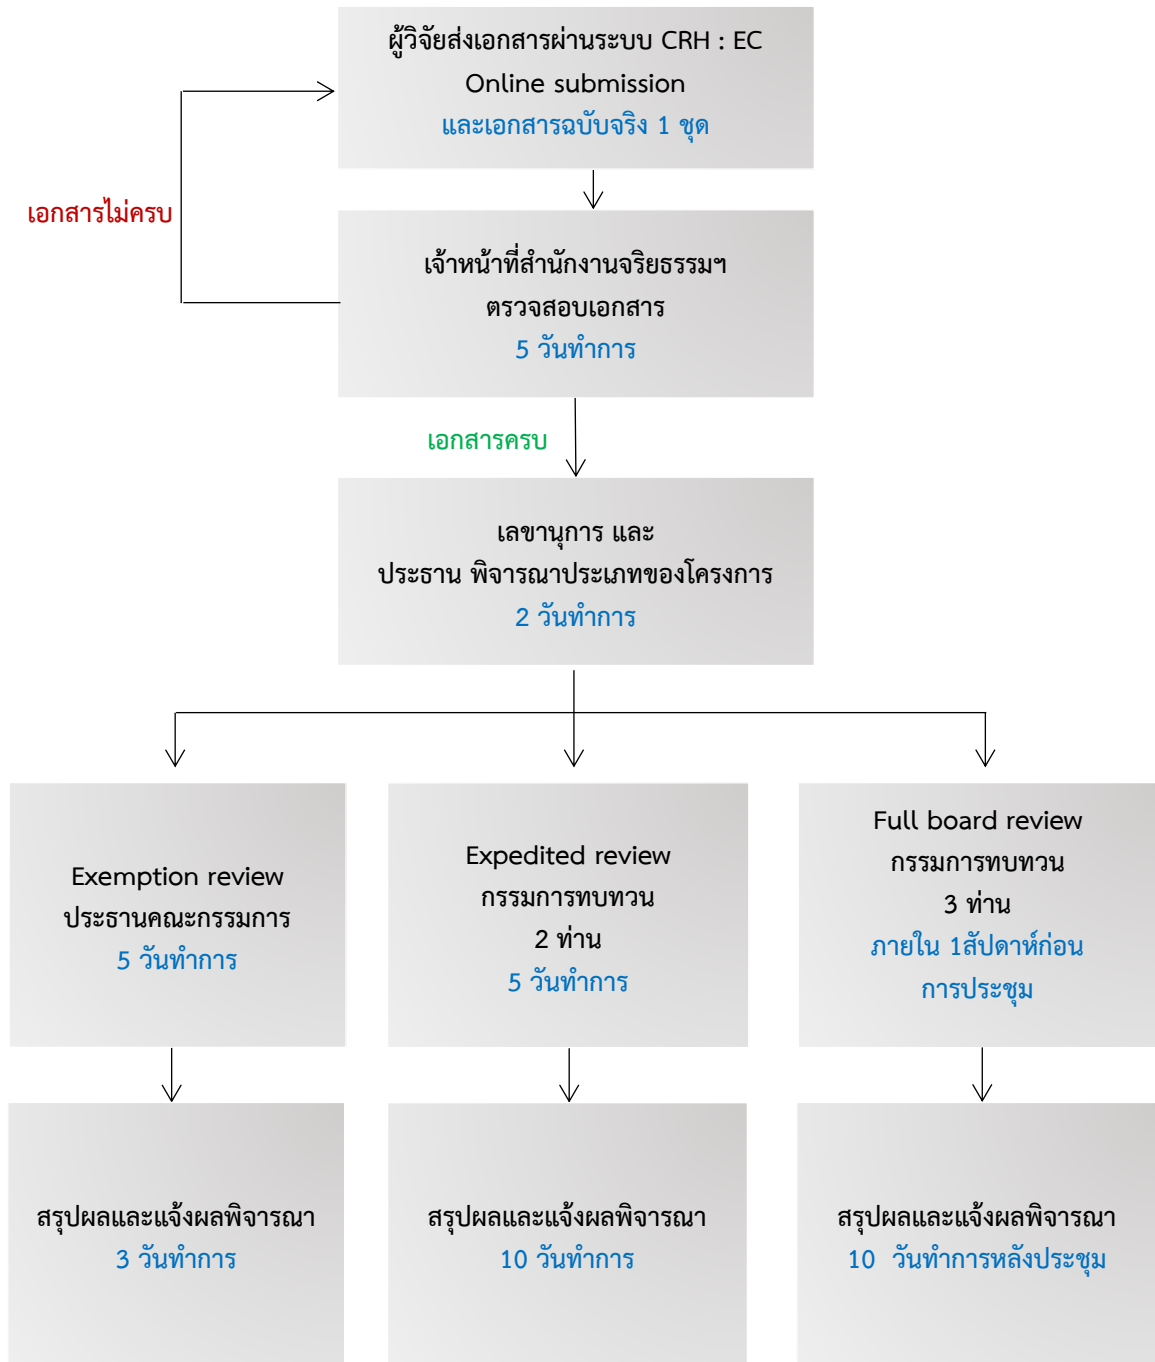 ผู้วิจัยส่งเอกสารผ่านระบบ CRH : EC
Online submission
และเอกสารฉบับจริง 1 ชุด
เอกสารไม่ครบ
เจ้าหน้าที่สำนักงานจริยธรรมฯ
ตรวจสอบเอกสาร
5 วันทำการ
เอกสารครบ
เลขานุการ และ
ประธาน พิจารณาประเภทของโครงการ
2 วันทำการ
Exemption review
ประธานคณะกรรมการ
5 วันทำการ
Expedited review
กรรมการทบทวน
2 ท่าน
5 วันทำการ
Full board review
กรรมการทบทวน
3 ท่าน
ภายใน 1สัปดาห์ก่อน
การประชุม
สรุปผลและแจ้งผลพิจารณา
3 วันทำการ
สรุปผลและแจ้งผลพิจารณา
10 วันทำการ
สรุปผลและแจ้งผลพิจารณา
10  วันทำการหลังประชุม